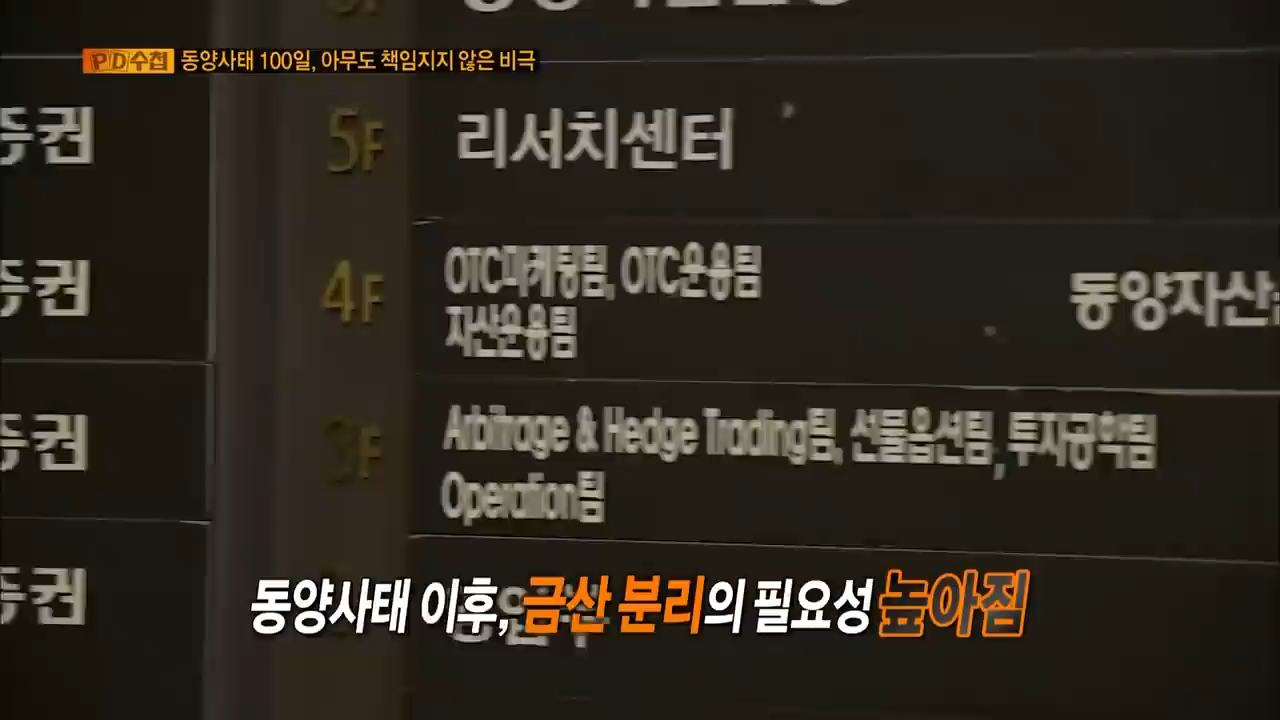 PD수첩 동양사태 100일, 아무도 책임지지 않은 비극
증권
5F 리서치센터
증권
4F OTC마케팅팀, OTC운용팀
자산운용팀
동양자산
증권
3F Arbitrage & Hedge Trading팀, 선물옵션팀, 투자공학팀
Operation팀
증권
동양사태 이후, 금산 분리의 필요성 높아짐